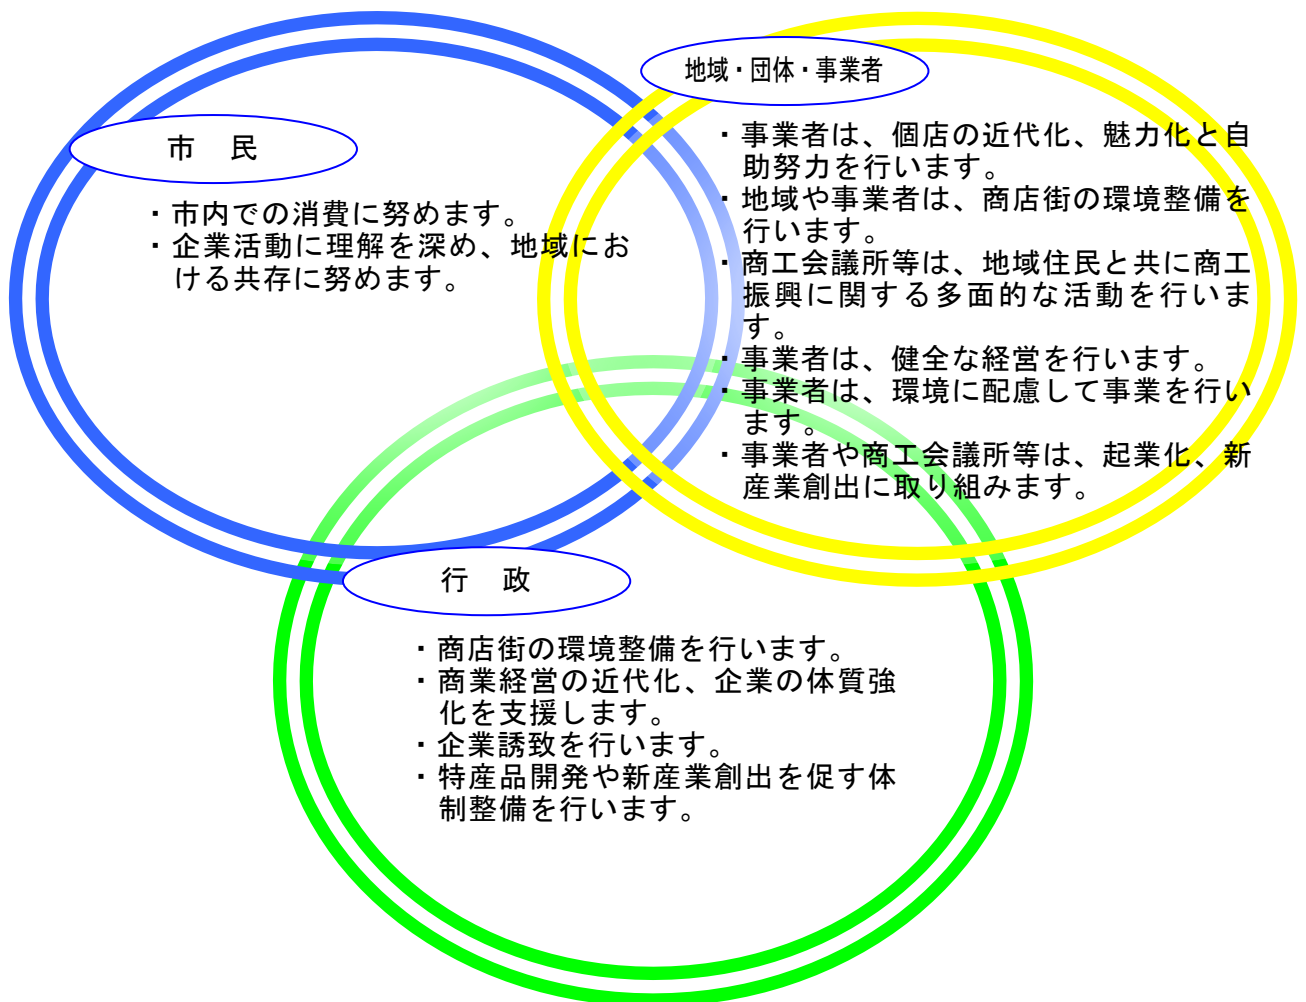 市　民
・市内での消費に努めます。
・企業活動に理解を深め、地域にお
ける共存に努めます。
地域・団体・事業者
・事業者は、個店の近代化、魅力化と自
助努力を行います。
・地域や事業者は、商店街の環境整備を
行います。
・商工会議所等は、地域住民と共に商工
振興に関する多面的な活動を行いま
す。
・事業者は、健全な経営を行います。
・事業者は、環境に配慮して事業を行い
ます。
・事業者や商工会議所等は、起業化、新
産業創出に取り組みます。
行　政
・商店街の環境整備を行います。
・商業経営の近代化、企業の体質強
化を支援します。
・企業誘致を行います。
・特産品開発や新産業創出を促す体
制整備を行います。